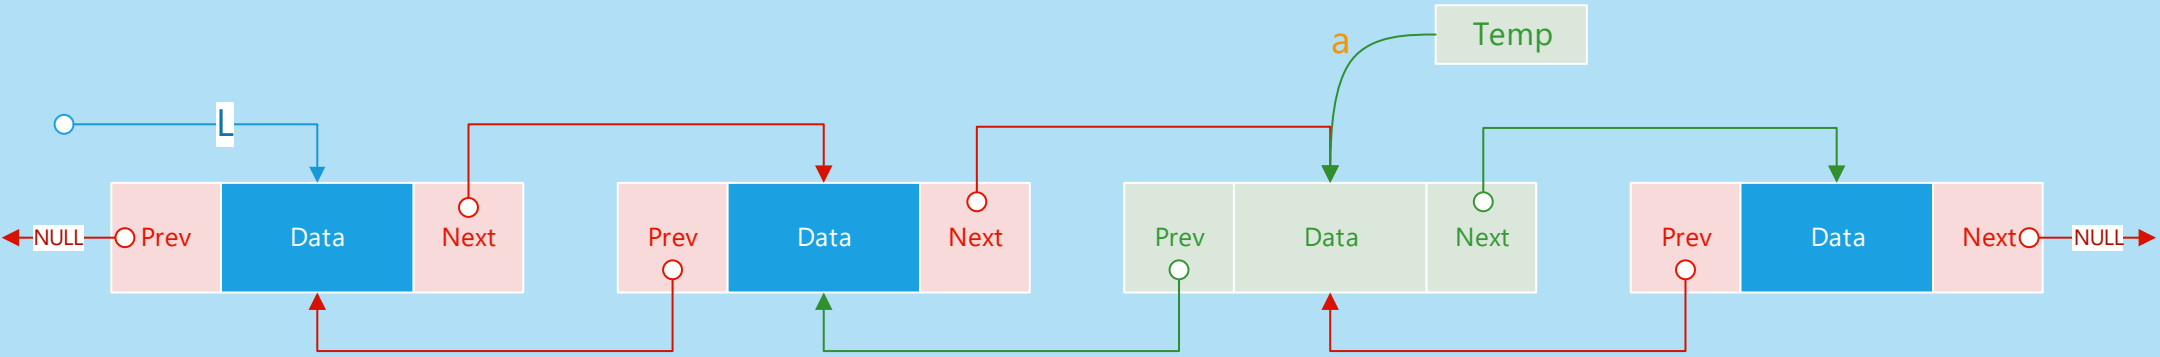 Temp
a
L
NULL Prev Data Next Prev Data Next Prev Data Next Prev Data Next NULL